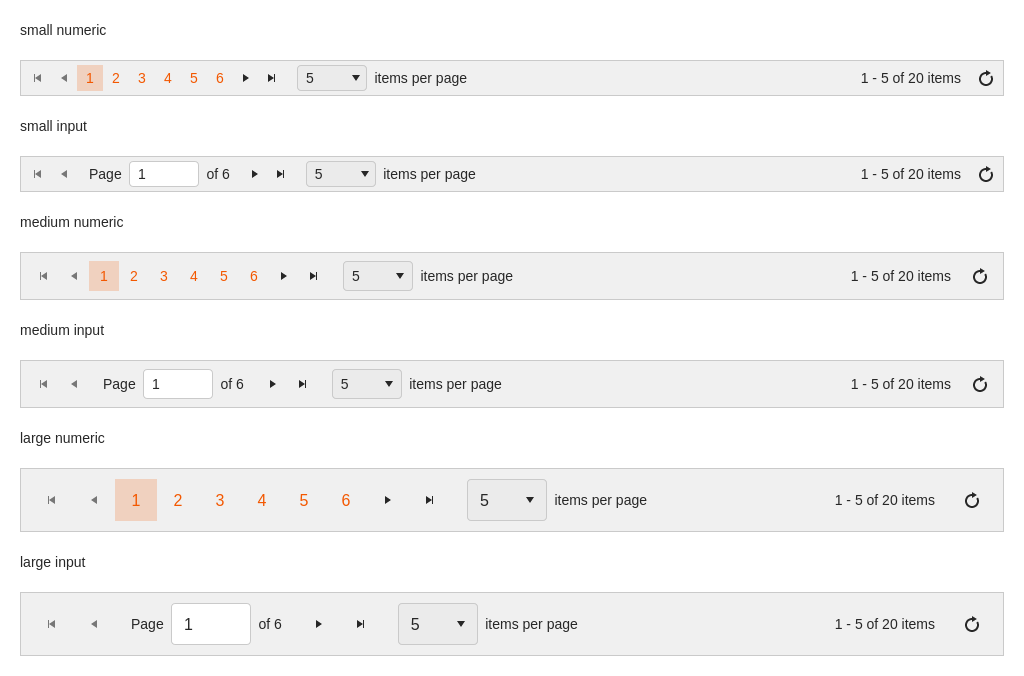 small numeric
1 2 3 4 5 6 5 items per page 1 - 5 of 20 items
small input
Page 1 of 6 5 items per page 1 - 5 of 20 items
medium numeric
1 2 3 4 5 6 5 items per page 1 - 5 of 20 items
medium input
Page 1 of 6 5 items per page 1 - 5 of 20 items
large numeric
1 2 3 4 5 6 5 items per page 1 - 5 of 20 items
large input
Page 1 of 6 5 items per page 1 - 5 of 20 items